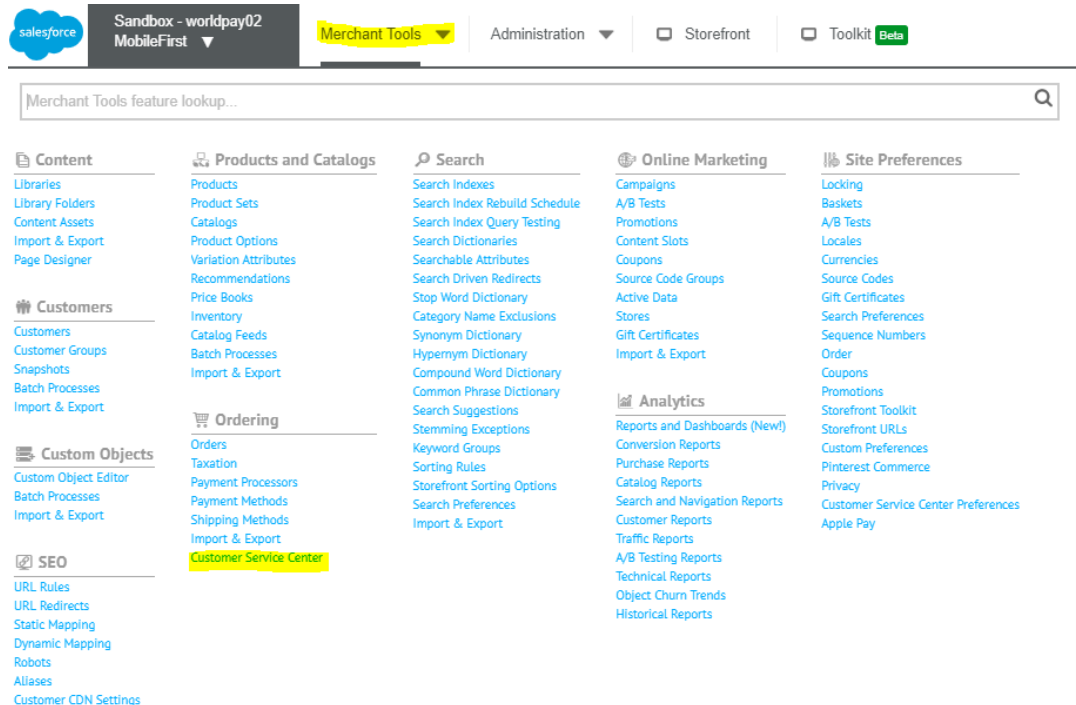 salesforce
Sandbox - worldpay02
MobileFirst
Merchant Tools
Administration
Storefront
Toolkit Beta
Merchant Tools feature lookup...
Content
Libraries
Library Folders
Content Assets
Import & Export
Page Designer
Customers
Customers
Customer Groups
Snapshots
Batch Processes
Import & Export
Custom Objects
Custom Object Editor
Batch Processes
Import & Export
SEO
URL Rules
URL Redirects
Static Mapping
Dynamic Mapping
Robots
Aliases
Customer CDN Settings
Products and Catalogs
Products
Product Sets
Catalogs
Product Options
Variation Attributes
Recommendations
Price Books
Inventory
Catalog Feeds
Batch Processes
Import & Export
Ordering
Orders
Taxation
Payment Processors
Payment Methods
Shipping Methods
Import & Export
Customer Service Center
Search
Search Indexes
Search Index Rebuild Schedule
Search Index Query Testing
Search Dictionaries
Searchable Attributes
Search Driven Redirects
Stop Word Dictionary
Category Name Exclusions
Synonym Dictionary
Hypernym Dictionary
Compound Word Dictionary
Common Phrase Dictionary
Search Suggestions
Stemming Exceptions
Keyword Groups
Sorting Rules
Storefront Sorting Options
Search Preferences
Import & Export
Online Marketing
Campaigns
A/B Tests
Promotions
Content Slots
Coupons
Source Code Groups
Active Data
Stores
Gift Certificates
Import & Export
Analytics
Reports and Dashboards (New!)
Conversion Reports
Purchase Reports
Catalog Reports
Search and Navigation Reports
Customer Reports
Traffic Reports
A/B Testing Reports
Technical Reports
Object Churn Trends
Historical Reports
Site Preferences
Locking
Baskets
A/B Tests
Locales
Currencies
Source Codes
Gift Certificates
Search Preferences
Sequence Numbers
Order
Coupons
Promotions
Storefront Toolkit
Storefront URLs
Custom Preferences
Pinterest Commerce
Privacy
Customer Service Center Preferences
Apple Pay